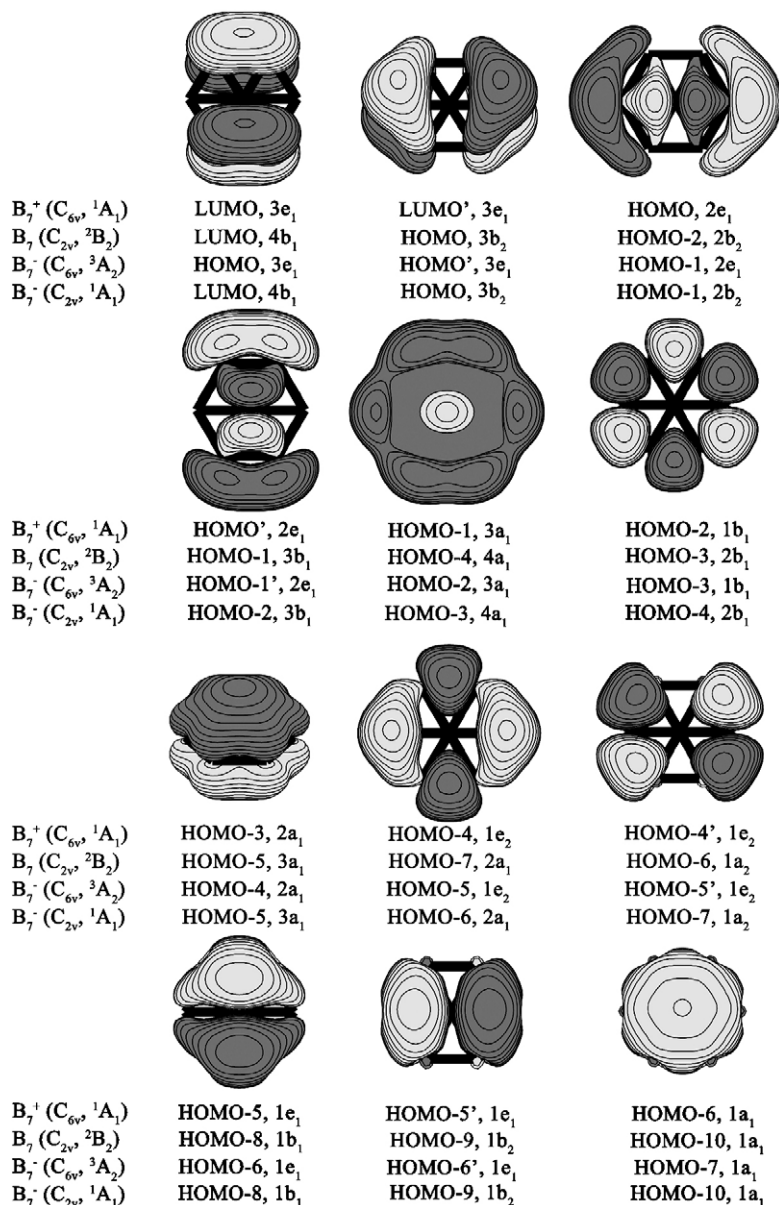 B₇⁺ (C₆ᵥ, ¹A₁) LUMO, 3e₁ LUMO', 3e₁ HOMO, 2e₁
B₇ (C₂ᵥ, ²B₂) LUMO, 4b₁ HOMO, 3b₂ HOMO-2, 2b₂
B₇⁻ (C₆ᵥ, ³A₂) HOMO, 3e₁ HOMO', 3e₁ HOMO-1, 2e₁
B₇⁻ (C₂ᵥ, ¹A₁) LUMO, 4b₁ HOMO, 3b₂ HOMO-1, 2b₂
B₇⁺ (C₆ᵥ, ¹A₁) HOMO', 2e₁ HOMO-1, 3a₁ HOMO-2, 1b₁
B₇ (C₂ᵥ, ²B₂) HOMO-1, 3b₁ HOMO-4, 4a₁ HOMO-3, 2b₁
B₇⁻ (C₆ᵥ, ³A₂) HOMO-1', 2e₁ HOMO-2, 3a₁ HOMO-3, 1b₁
B₇⁻ (C₂ᵥ, ¹A₁) HOMO-2, 3b₁ HOMO-3, 4a₁ HOMO-4, 2b₁
B₇⁺ (C₆ᵥ, ¹A₁) HOMO-3, 2a₁ HOMO-4, 1e₂ HOMO-4', 1e₂
B₇ (C₂ᵥ, ²B₂) HOMO-5, 3a₁ HOMO-7, 2a₁ HOMO-6, 1a₂
B₇⁻ (C₆ᵥ, ³A₂) HOMO-4, 2a₁ HOMO-5, 1e₂ HOMO-5', 1e₂
B₇⁻ (C₂ᵥ, ¹A₁) HOMO-5, 3a₁ HOMO-6, 2a₁ HOMO-7, 1a₂
B₇⁺ (C₆ᵥ, ¹A₁) HOMO-5, 1e₁ HOMO-5', 1e₁ HOMO-6, 1a₁
B₇ (C₂ᵥ, ²B₂) HOMO-8, 1b₁ HOMO-9, 1b₂ HOMO-10, 1a₁
B₇⁻ (C₆ᵥ, ³A₂) HOMO-6, 1e₁ HOMO-6', 1e₁ HOMO-7, 1a₁
B₇⁻ (C₂ᵥ, ¹A₁) HOMO-8, 1b₁ HOMO-9, 1b₂ HOMO-10, 1a₁